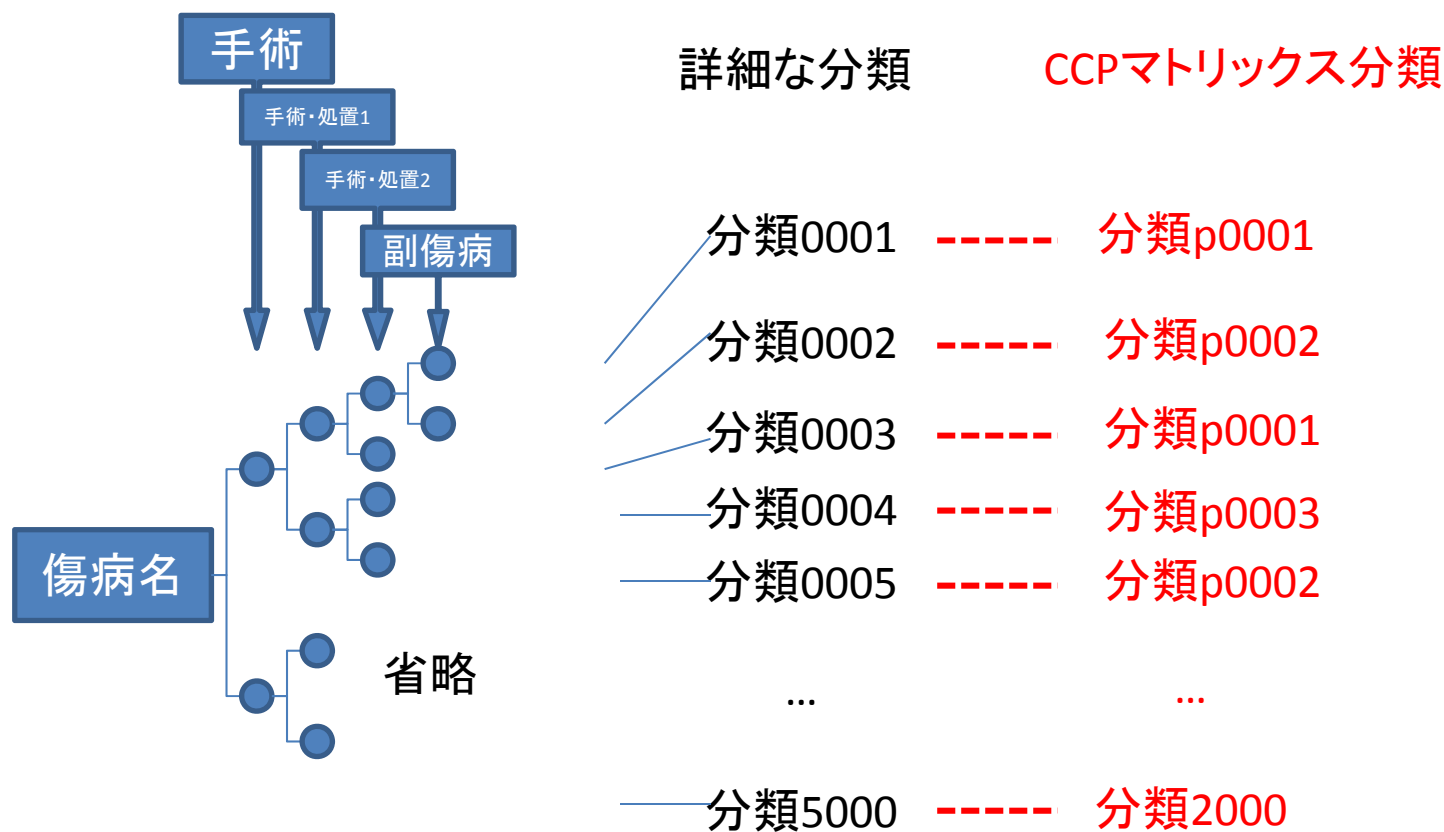 手術
手術・処置1
手術・処置2
副傷病
傷病名
省略
詳細な分類
CCPマトリックス分類
分類0001 ----- 分類p0001
分類0002 ----- 分類p0002
分類0003 ----- 分類p0001
分類0004 ----- 分類p0003
分類0005 ----- 分類p0002
... ...
分類5000 ----- 分類2000